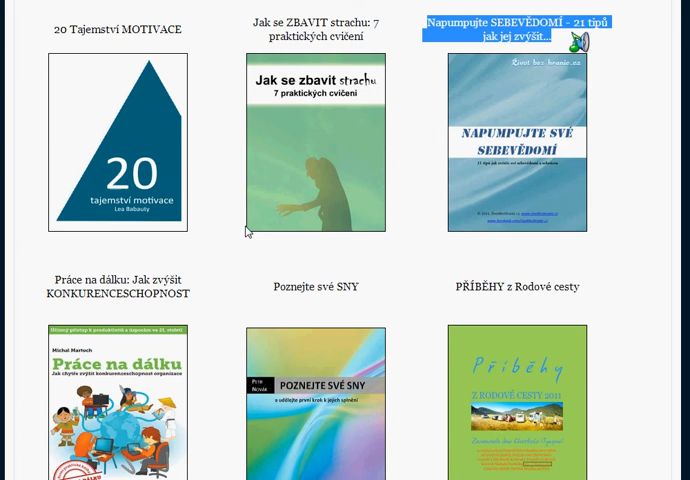 20 Tajemství MOTIVACE
Jak se ZBAVIT strachu: 7
praktických cvičení
Napumpujte SEBEVĚDOMÍ - 21 tipů
jak jej zvýšit...
20
tajemství motivace
Lea Babauty
Jak se zbavit strachu
7 praktických cvičení
Život bez hranic.cz
NAPUMPUJTE SVÉ
SEBEVĚDOMÍ
Práce na dálku: Jak zvýšit
KONKURENCESCHOPNOST
Poznejte své SNY
PŘÍBĚHY z Rodové cesty
Michal Martoch
Práce na dálku
Jak chytře zvýšit konkurenceschopnost organizace
PETR
NOVÁK
POZNEJTE SVÉ SNY
a udělejte první krok k jejich splnění
Příběhy
Z RODOVÉ CESTY 2011